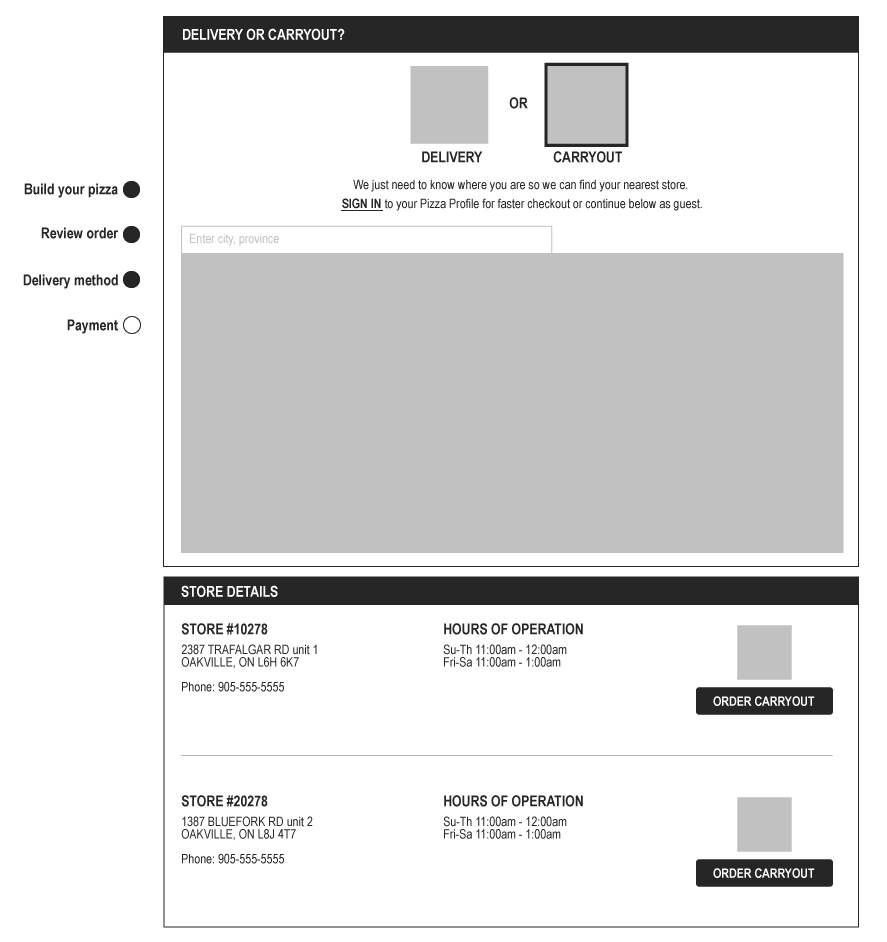 DELIVERY OR CARRYOUT?
OR
DELIVERY
CARRYOUT
We just need to know where you are so we can find your nearest store.
SIGN IN to your Pizza Profile for faster checkout or continue below as guest.
Build your pizza
Review order
Delivery method
Payment
Enter city, province
STORE DETAILS
STORE #10278
2387 TRAFALGAR RD unit 1
OAKVILLE, ON L6H 6K7
Phone: 905-555-5555
HOURS OF OPERATION
Su-Th 11:00am - 12:00am
Fri-Sa 11:00am - 1:00am
ORDER CARRYOUT
STORE #20278
1387 BLUEFORK RD unit 2
OAKVILLE, ON L8J 4T7
Phone: 905-555-5555
HOURS OF OPERATION
Su-Th 11:00am - 12:00am
Fri-Sa 11:00am - 1:00am
ORDER CARRYOUT